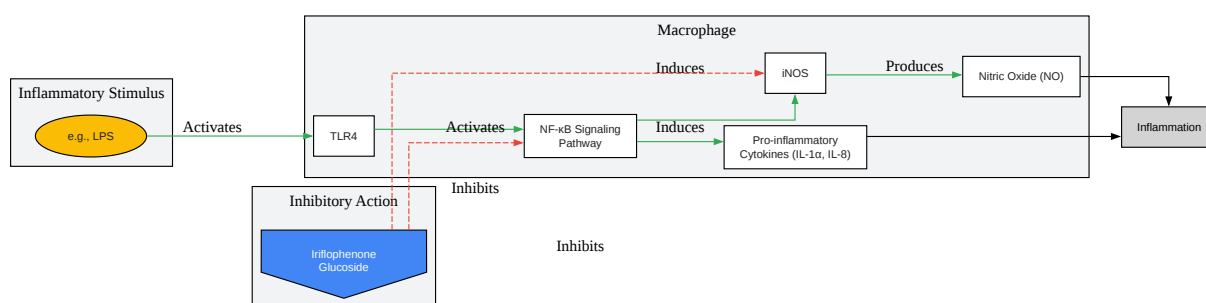 Macrophage
Induces
iNOS
Produces
Nitric Oxide (NO)
Inflammatory Stimulus
e.g., LPS
Activates
TLR4
Activates
NF-κB Signaling
Pathway
Induces
Pro-inflammatory
Cytokines (IL-1α, IL-8)
Inflammation
Inhibits
Inhibitory Action
Iriflophenone
Glucoside
Inhibits